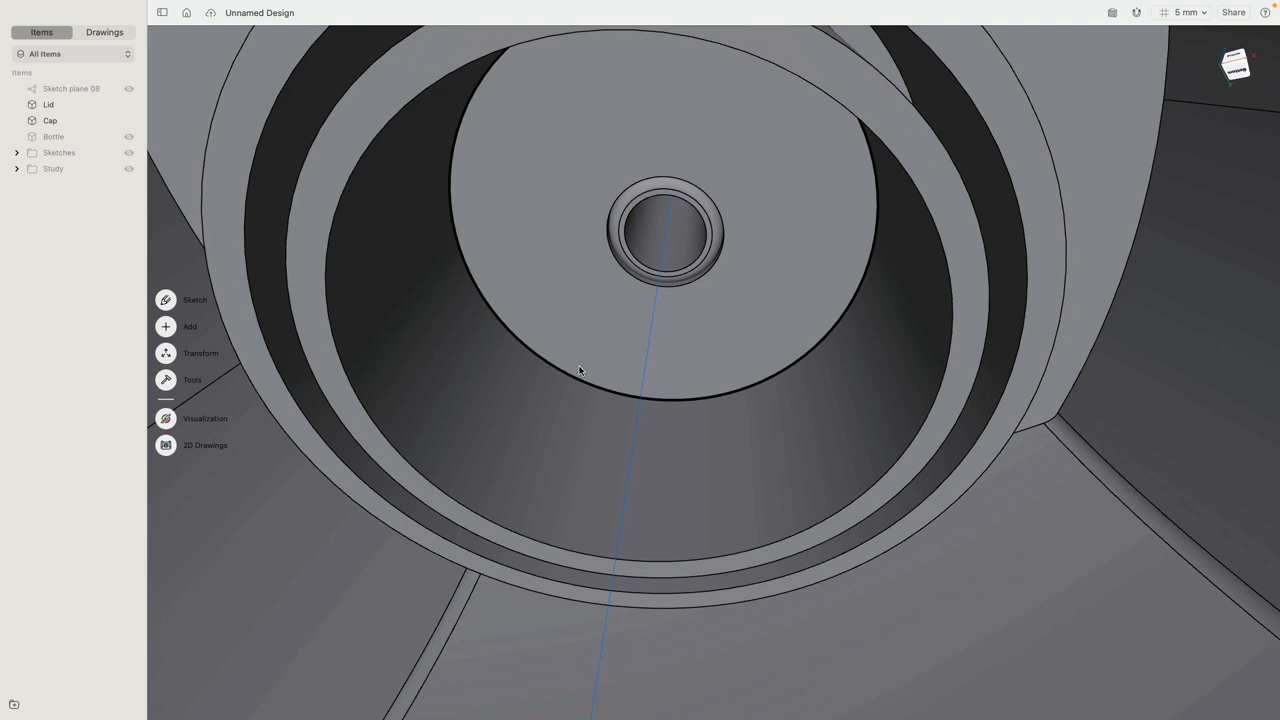 Unnamed Design
5 mm
Share
Items
Drawings
All Items
Items
Sketch plane 08
Lid
Cap
Bottle
Sketches
Study
Sketch
Add
Transform
Tools
Visualization
2D Drawings